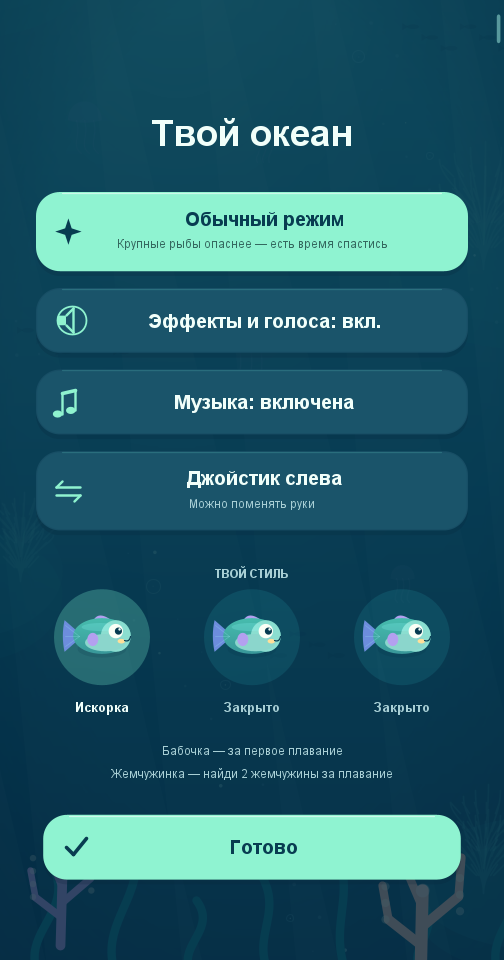 Твой океан
Обычный режим
Крупные рыбы опаснее — есть время спастись
Эффекты и голоса: вкл.
Музыка: включена
Джойстик слева
Можно поменять руки
ТВОЙ СТИЛЬ
Искорка
Закрыто
Закрыто
Бабочка — за первое плавание
Жемчужинка — найди 2 жемчужины за плавание
Готово